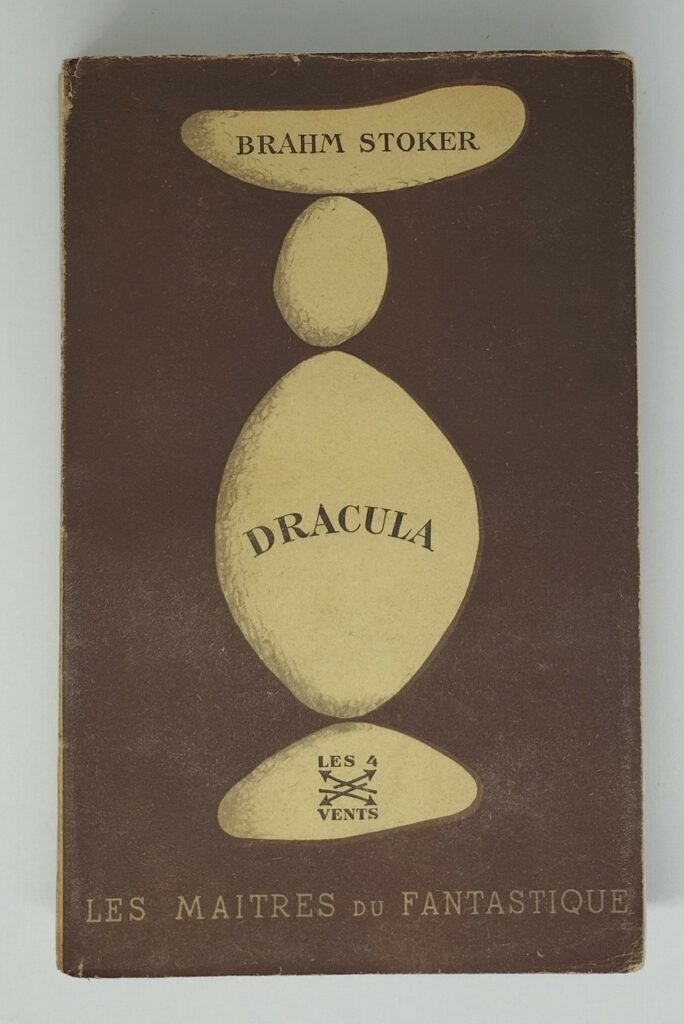 BRAHM STOKER
DRACULA
LES 4
VENTS
LES MAITRES DU FANTASTIQUE